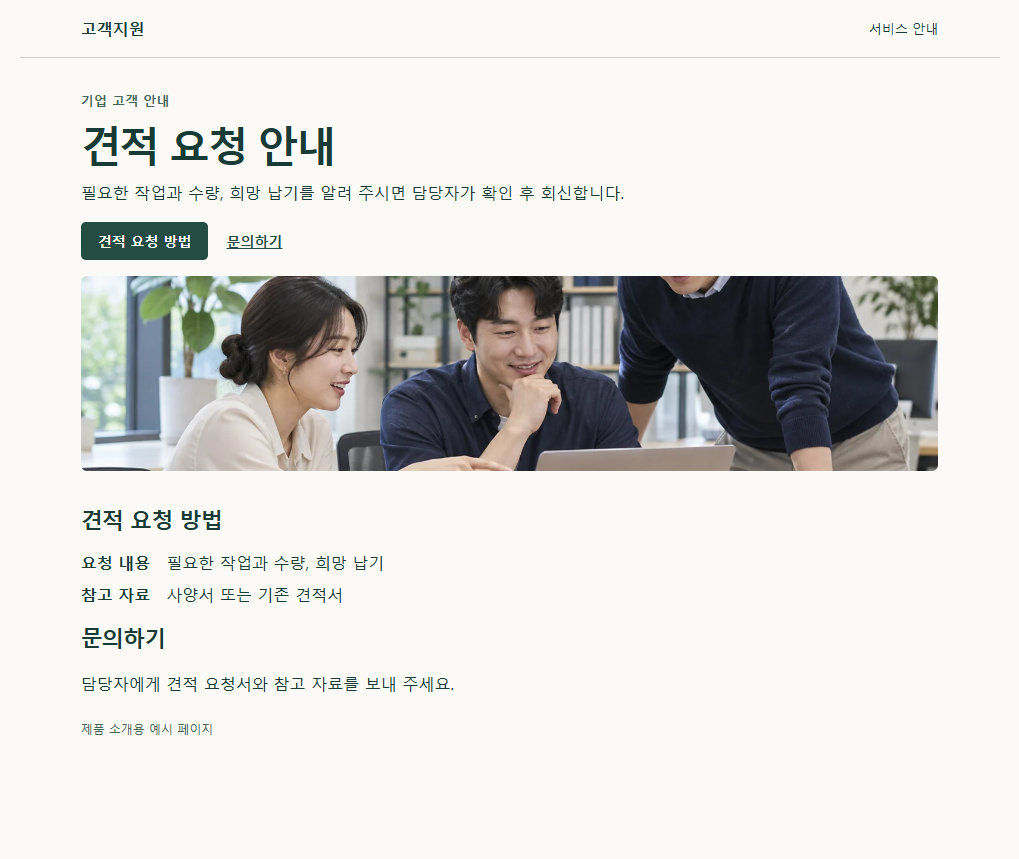 고객지원
서비스 안내
기업 고객 안내
견적 요청 안내
필요한 작업과 수량, 희망 납기를 알려 주시면 담당자가 확인 후 회신합니다.
견적 요청 방법
문의하기
견적 요청 방법
요청 내용 필요한 작업과 수량, 희망 납기
참고 자료 사양서 또는 기존 견적서
문의하기
담당자에게 견적 요청서와 참고 자료를 보내 주세요.
제품 소개용 예시 페이지